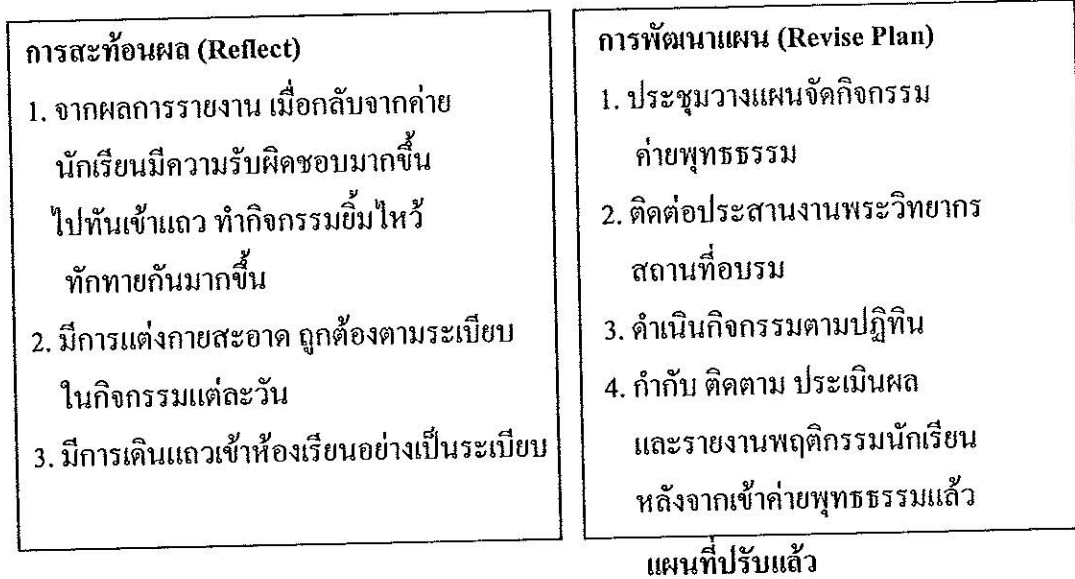 การสะท้อนผล (Reflect)
1. จากผลการรายงาน เมื่อกลับจากค่าย
นักเรียนมีความรับผิดชอบมากขึ้น
ไปทันเข้าแถว ทำกิจกรรมยิ้มไหว้
ทักทายกันมากขึ้น
2. มีการแต่งกายสะอาด ถูกต้องตามระเบียบ
ในกิจกรรมแต่ละวัน
3. มีการเดินแถวเข้าห้องเรียนอย่างเป็นระเบียบ
การพัฒนาแผน (Revise Plan)
1. ประชุมวางแผนจัดกิจกรรม
ค่ายพุทธธรรม
2. ติดต่อประสานงานพระวิทยากร
สถานที่อบรม
3. ดำเนินกิจกรรมตามปฏิทิน
4. กำกับ ติดตาม ประเมินผล
และรายงานพฤติกรรมนักเรียน
หลังจากเข้าค่ายพุทธธรรมแล้ว
แผนที่ปรับแล้ว